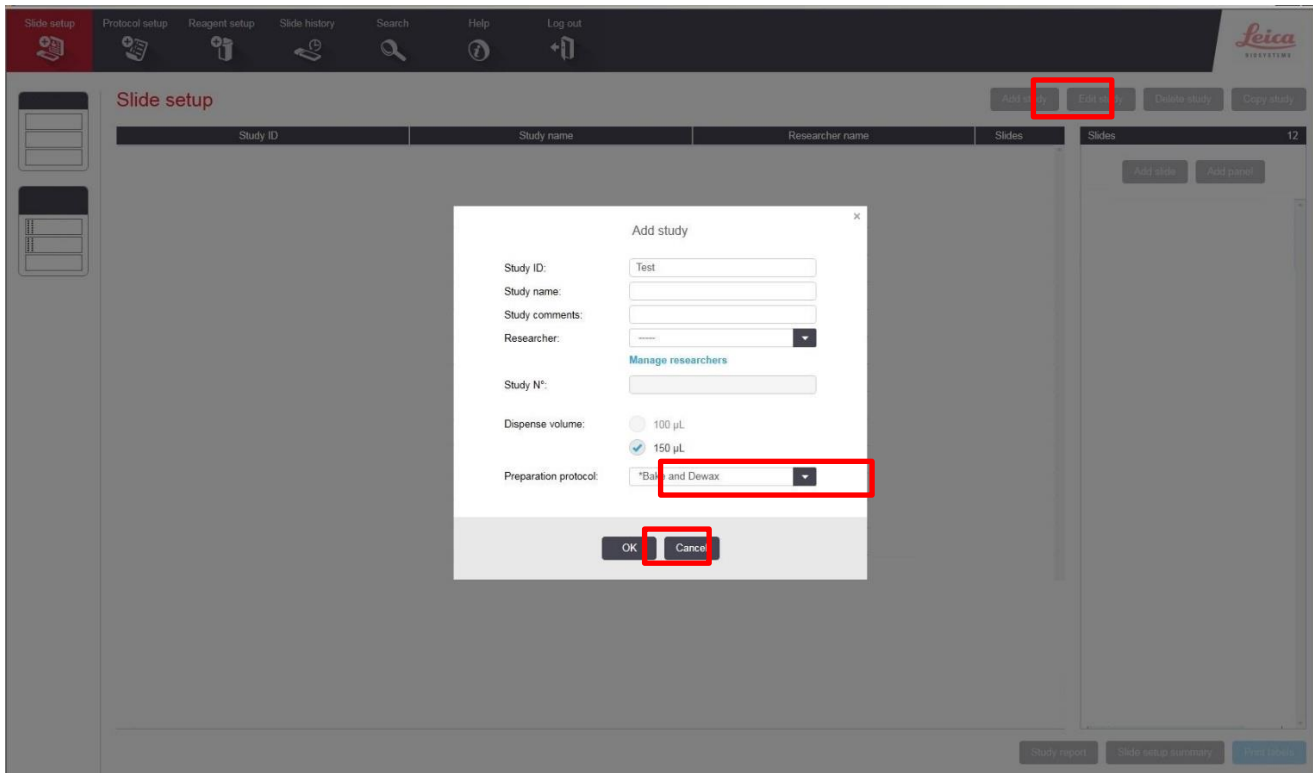 Slide setup Protocol setup Reagent setup Slide history Search Help Log out
Leica
BIOSYSTEMS
Slide setup
Add study Edit study Delete study Copy study
Study ID Study name Researcher name Slides
Slides 12
Add slide Add panel
×
Add study
Study ID: Test
Study name:
Study comments:
Researcher: -----
Manage researchers
Study N°:
Dispense volume: 100 µL
150 µL
Preparation protocol: *Bake and Dewax
OK Cancel
Study report Slide setup summary Print labels